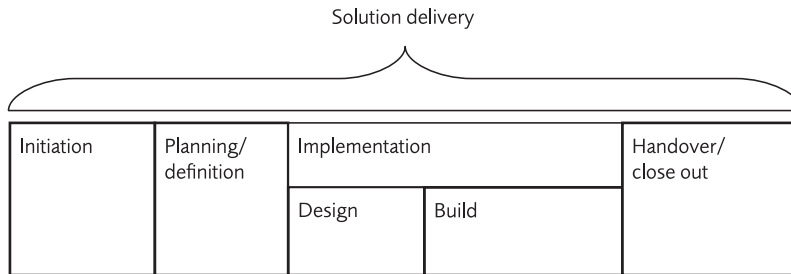 Solution delivery
Initiation
Planning/
definition
Implementation
Handover/
close out
Design
Build